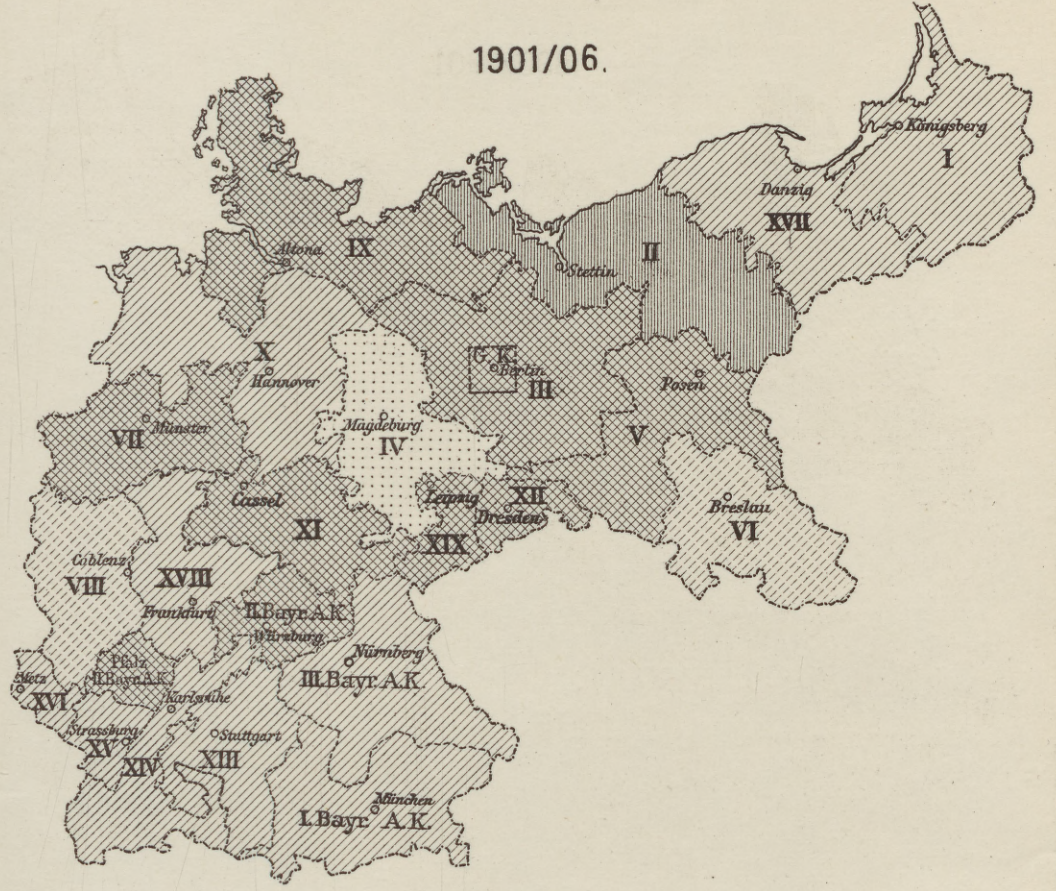 1901/06.
Königsberg
I
Danzig
XVII
Altona
IX
Stettin
II
X
Hannover
G. K.
Berlin
III
Posen
V
VII
Münster
Magdeburg
IV
Cassel
XI
Leipzig
XII
Dresden
XIX
Breslau
VI
Coblenz
VIII
XVIII
Frankfurt
II.Bayr.A.K.
Würzburg
Nürnberg
III.Bayr.A.K.
Pfalz
II.Bayr.A.K.
Metz
XVI
Karlsruhe
Strassburg
XV
XIV
Stuttgart
XIII
München
I.Bayr. A.K.